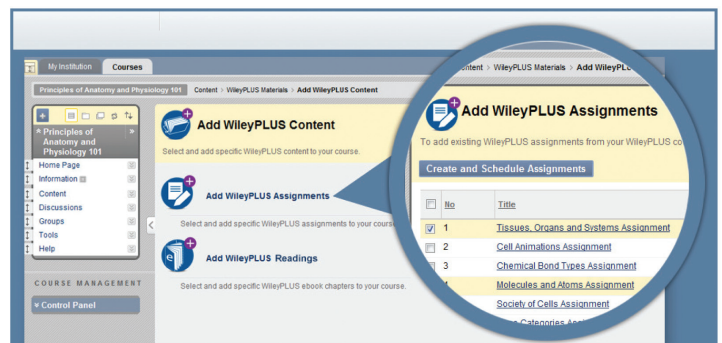 My Institution Courses
Principles of Anatomy and Physiology 101 Content > WileyPLUS Materials > Add WileyPLUS Content
Principles of
Anatomy and
Physiology 101
Home Page
Information
Content
Discussions
Groups
Tools
Help
COURSE MANAGEMENT
Control Panel
Add WileyPLUS Content
Select and add specific WileyPLUS content to your course.
Add WileyPLUS Assignments
Select and add specific WileyPLUS assignments to your course
Add WileyPLUS Readings
Select and add specific WileyPLUS ebook chapters to your course.
> WileyPLUS Materials > Add
Add WileyPLUS Assignments
To add existing WileyPLUS assignments from your WileyPLUS
Create and Schedule Assignments
No Title
1 Tissues, Organs and Systems Assignment
2 Cell Animations Assignment
3 Chemical Bond Types Assignment
Molecules and Atoms Assignment
Society of Cells Assignment
Categories